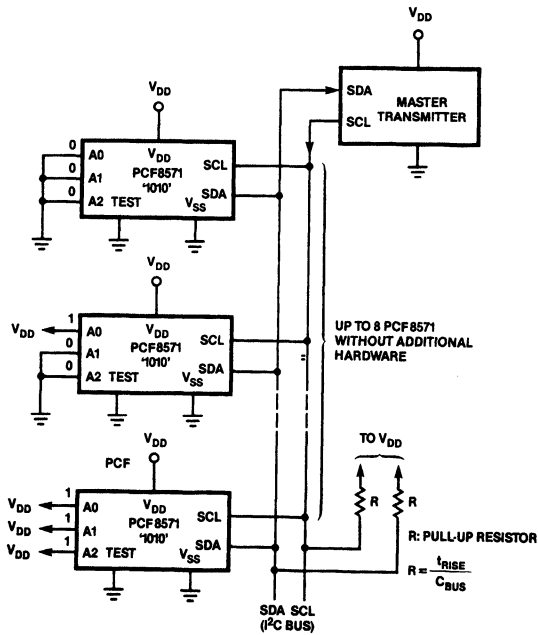 VDD
SDA
MASTER
TRANSMITTER
SCL
VDD
0
A0
VDD
SCL
0
A1
PCF8571
'1010'
0
A2
TEST
VSS
SDA
VDD
1
VDD
A0
VDD
SCL
0
A1
PCF8571
'1010'
0
A2
TEST
VSS
SDA
UP TO 8 PCF8571
WITHOUT ADDITIONAL
HARDWARE
=
PCF
VDD
TO VDD
1
VDD
A0
VDD
SCL
1
VDD
A1
PCF8571
'1010'
1
VDD
A2
TEST
VSS
SDA
R
R
R: PULL-UP RESISTOR
R = tRISE / CBUS
SDA SCL
(I²C BUS)